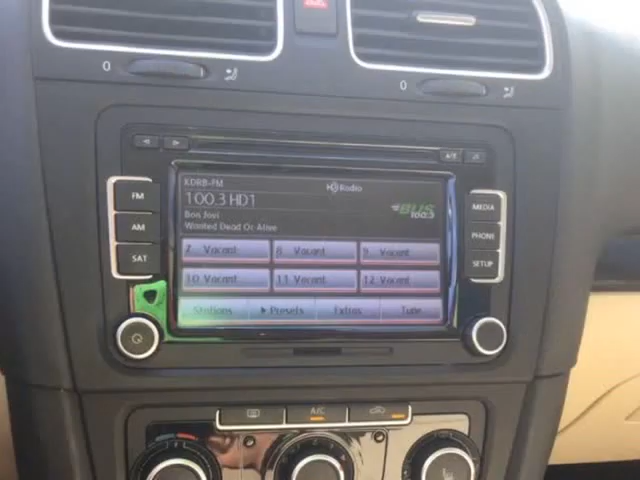 0
0
KDRB-FM
HD Radio
100.3 HD1
BUS
100.3
Bon Jovi
Wanted Dead Or Alive
FM
AM
SAT
MEDIA
PHONE
SETUP
7 Vacant 8 Vacant 9 Vacant
10 Vacant 11 Vacant 12 Vacant
Stations Presets Extras Tune
A/C